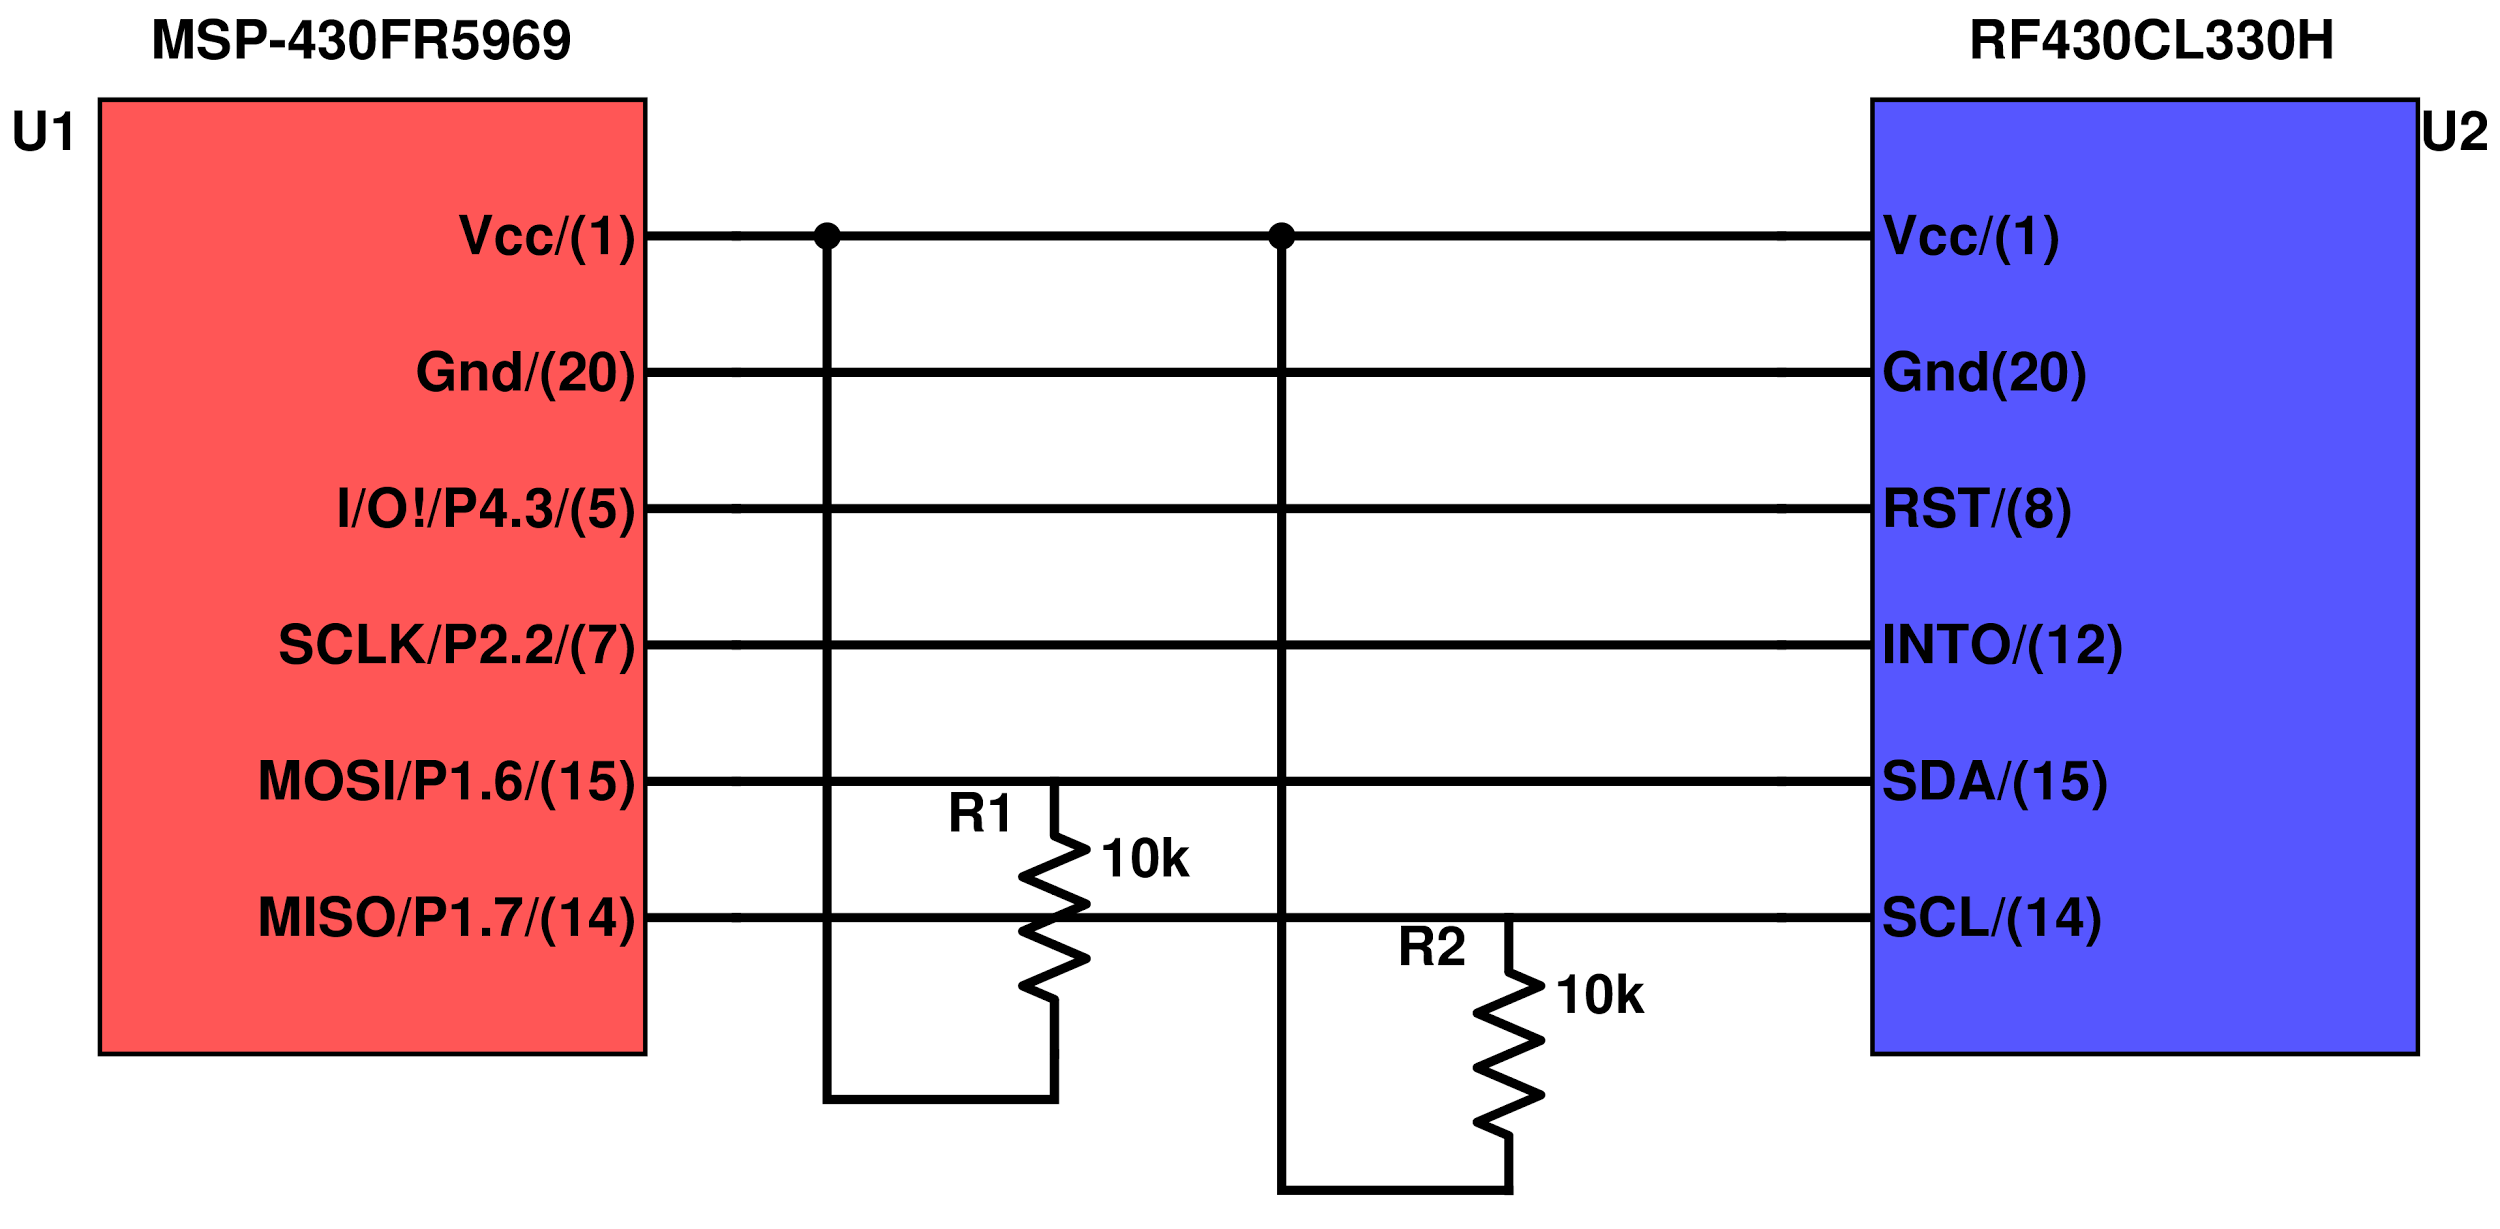 MSP-430FR5969
RF430CL330H
U1
U2
Vcc/(1)
Vcc/(1)
Gnd/(20)
Gnd(20)
I/O!/P4.3/(5)
RST/(8)
SCLK/P2.2/(7)
INTO/(12)
MOSI/P1.6/(15)
SDA/(15)
R1
10k
MISO/P1.7/(14)
SCL/(14)
R2
10k